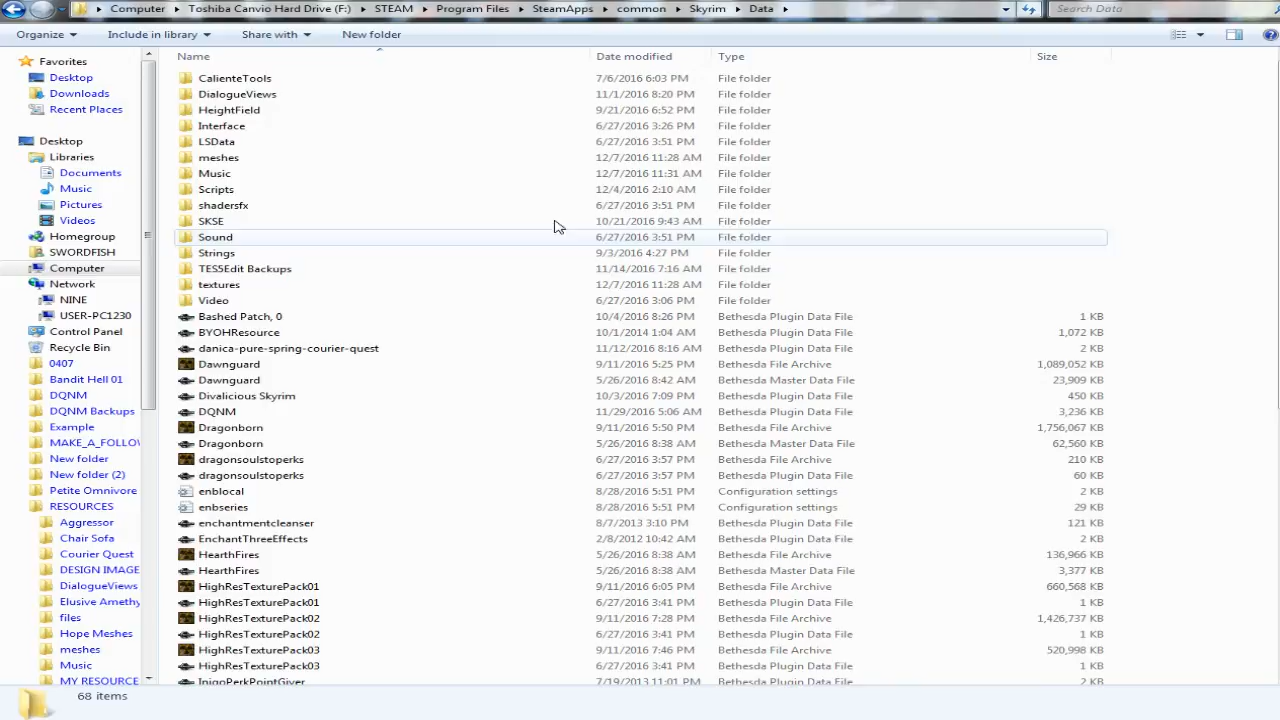 Computer ▸ Toshiba Canvio Hard Drive (F:) ▸ STEAM ▸ Program Files ▸ SteamApps ▸ common ▸ Skyrim ▸ Data ▸ Search Data
Organize ▾ Include in library ▾ Share with ▾ New folder
Favorites
Desktop
Downloads
Recent Places
Desktop
Libraries
Documents
Music
Pictures
Videos
Homegroup
SWORDFISH
Computer
Network
NINE
USER-PC1230
Control Panel
Recycle Bin
0407
Bandit Hell 01
DQNM
DQNM Backups
Example
MAKE_A_FOLLOV
New folder
New folder (2)
Petite Omnivore
RESOURCES
Aggressor
Chair Sofa
Courier Quest
DESIGN IMAGE
DialogueViews
Elusive Amethy
files
Hope Meshes
meshes
Music
MY RESOURCE
Name Date modified Type Size
CalienteTools 7/6/2016 6:03 PM File folder
DialogueViews 11/1/2016 8:20 PM File folder
HeightField 9/21/2016 6:52 PM File folder
Interface 6/27/2016 3:26 PM File folder
LSData 6/27/2016 3:51 PM File folder
meshes 12/7/2016 11:28 AM File folder
Music 12/7/2016 11:31 AM File folder
Scripts 12/4/2016 2:10 AM File folder
shadersfx 6/27/2016 3:51 PM File folder
SKSE 10/21/2016 9:43 AM File folder
Sound 6/27/2016 3:51 PM File folder
Strings 9/3/2016 4:27 PM File folder
TES5Edit Backups 11/14/2016 7:16 AM File folder
textures 12/7/2016 11:28 AM File folder
Video 6/27/2016 3:06 PM File folder
Bashed Patch, 0 10/4/2016 8:26 PM Bethesda Plugin Data File 1 KB
BYOHResource 10/1/2014 1:04 AM Bethesda Plugin Data File 1,072 KB
danica-pure-spring-courier-quest 11/12/2016 8:16 AM Bethesda Plugin Data File 2 KB
Dawnguard 9/11/2016 5:25 PM Bethesda File Archive 1,089,052 KB
Dawnguard 5/26/2016 8:42 AM Bethesda Master Data File 23,909 KB
Divalicious Skyrim 10/3/2016 7:09 PM Bethesda Plugin Data File 450 KB
DQNM 11/29/2016 5:06 AM Bethesda Plugin Data File 3,236 KB
Dragonborn 9/11/2016 5:50 PM Bethesda File Archive 1,756,067 KB
Dragonborn 5/26/2016 8:38 AM Bethesda Master Data File 62,560 KB
dragonsoulstoperks 6/27/2016 3:57 PM Bethesda File Archive 210 KB
dragonsoulstoperks 6/27/2016 3:57 PM Bethesda Plugin Data File 60 KB
enblocal 8/28/2016 5:51 PM Configuration settings 2 KB
enbseries 8/28/2016 5:51 PM Configuration settings 29 KB
enchantmentcleanser 8/7/2013 3:10 PM Bethesda Plugin Data File 121 KB
EnchantThreeEffects 2/8/2012 10:42 AM Bethesda Plugin Data File 2 KB
HearthFires 5/26/2016 8:38 AM Bethesda File Archive 136,966 KB
HearthFires 5/26/2016 8:38 AM Bethesda Master Data File 3,377 KB
HighResTexturePack01 9/11/2016 6:05 PM Bethesda File Archive 660,568 KB
HighResTexturePack01 6/27/2016 3:41 PM Bethesda Plugin Data File 1 KB
HighResTexturePack02 9/11/2016 7:28 PM Bethesda File Archive 1,426,737 KB
HighResTexturePack02 6/27/2016 3:41 PM Bethesda Plugin Data File 1 KB
HighResTexturePack03 9/11/2016 7:46 PM Bethesda File Archive 520,998 KB
HighResTexturePack03 6/27/2016 3:41 PM Bethesda Plugin Data File 1 KB
InigoPerkPointGiver 7/19/2013 11:01 PM Bethesda Plugin Data File 2 KB
68 items